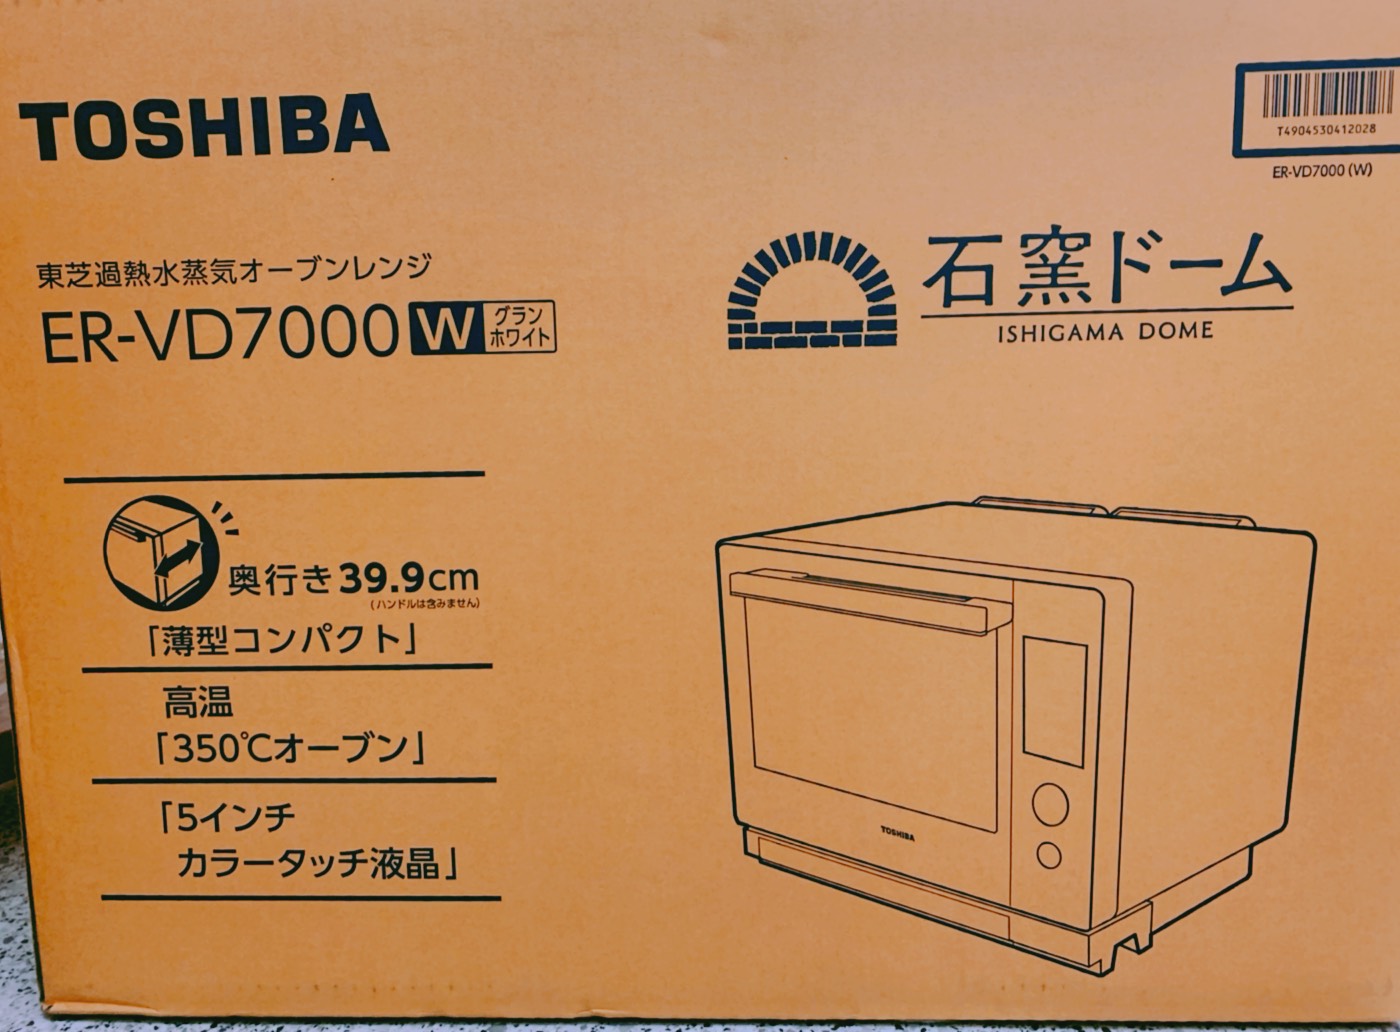 TOSHIBA
T4904530412028
ER-VD7000 (W)
東芝過熱水蒸気オーブンレンジ
ER-VD7000 W グラン
ホワイト
石窯ドーム
ISHIGAMA DOME
奥行き39.9cm
(ハンドルは含みません)
「薄型コンパクト」
高温
「350℃オーブン」
「5インチ
カラータッチ液晶」
TOSHIBA